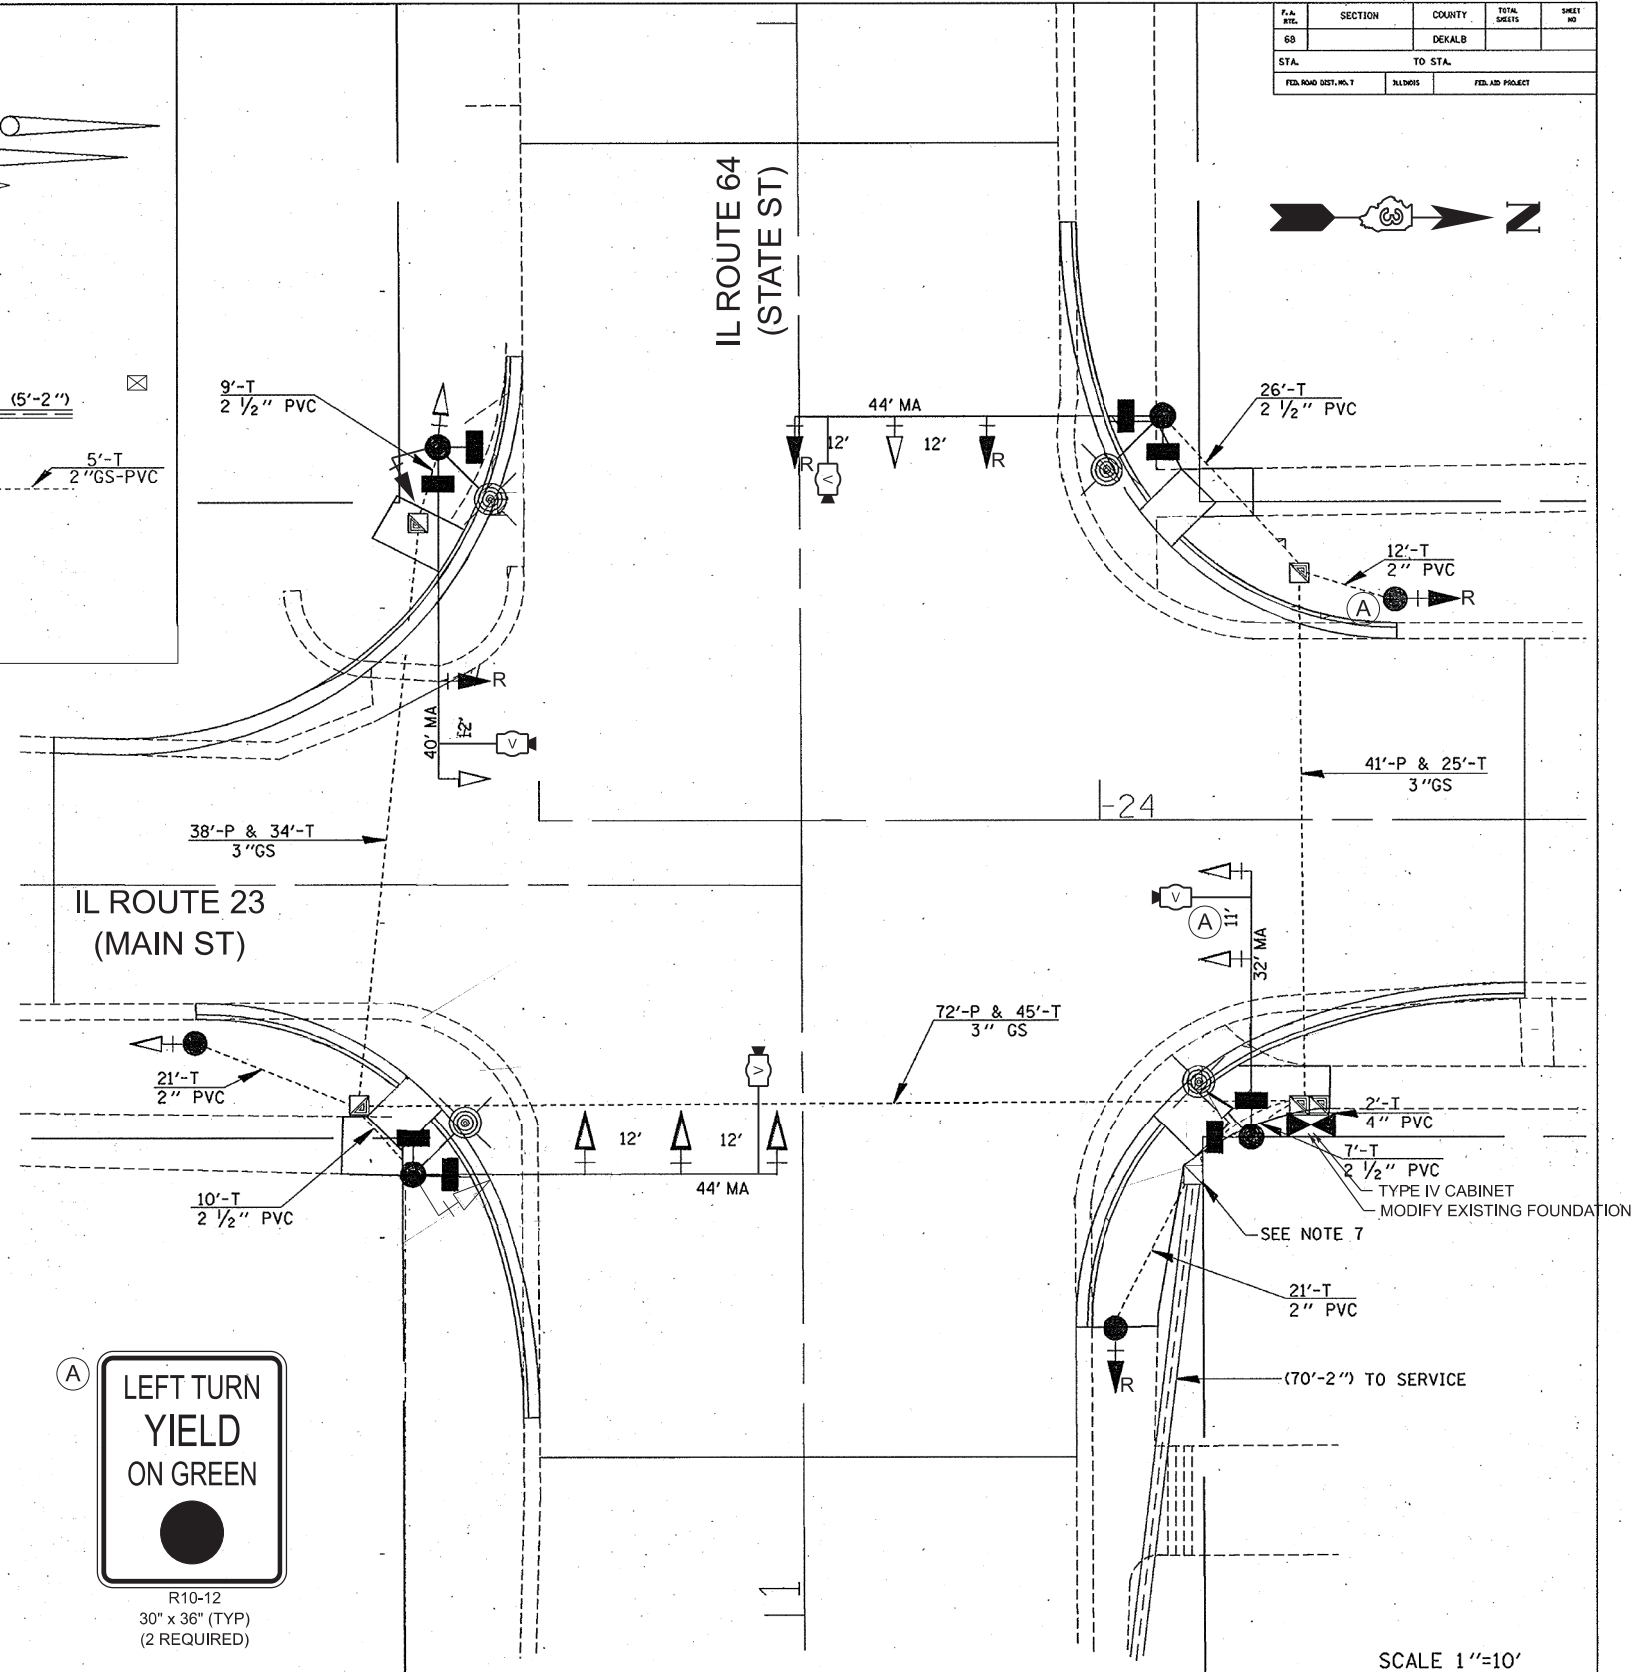 F.A. RTE.
SECTION
COUNTY
TOTAL SHEETS
SHEET NO
68
DEKALB
STA.
TO STA.
FED. ROAD DIST. NO. 7
ILLINOIS
FED. AID PROJECT
IL ROUTE 64
(STATE ST)
3
N
(5'-2")
5'-T
2"GS-PVC
9'-T
2 1/2" PVC
44' MA
12'
12'
R
R
V
26'-T
2 1/2" PVC
12'-T
2" PVC
A
R
R
40' MA
12'
V
41'-P & 25'-T
3"GS
-24
38'-P & 34'-T
3"GS
IL ROUTE 23
(MAIN ST)
V
A
11'
32' MA
72'-P & 45'-T
3" GS
V
21'-T
2" PVC
12'
12'
44' MA
10'-T
2 1/2" PVC
2'-T
4" PVC
7'-T
2 1/2" PVC
TYPE IV CABINET
MODIFY EXISTING FOUNDATION
SEE NOTE 7
21'-T
2" PVC
R
(70'-2") TO SERVICE
A
LEFT TURN
YIELD
ON GREEN
R10-12
30" x 36" (TYP)
(2 REQUIRED)
11
SCALE 1"=10'